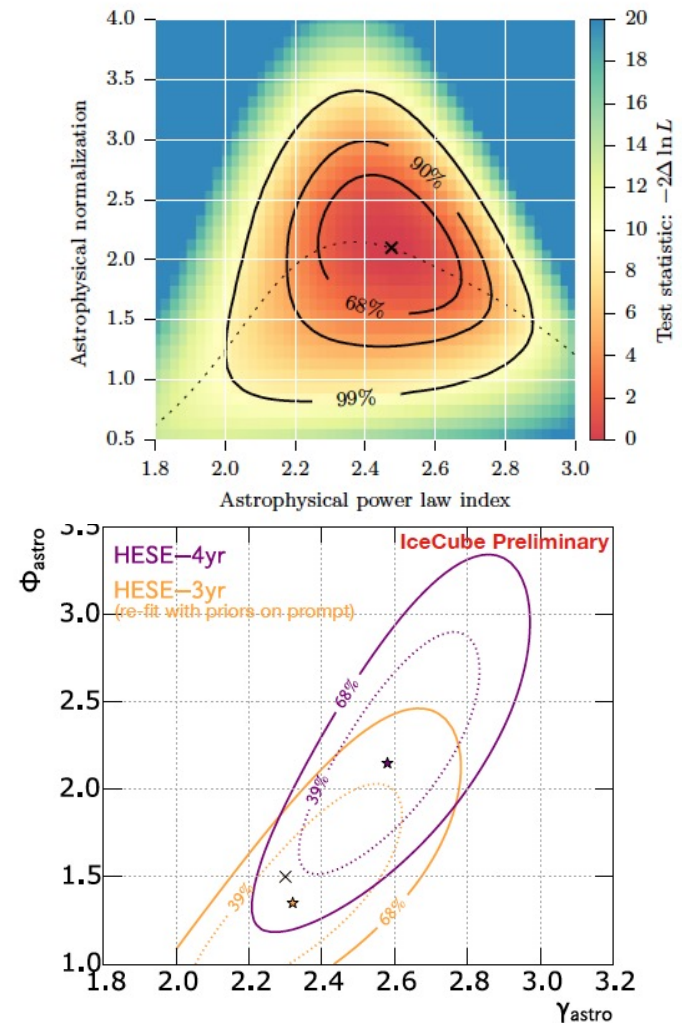 4.0
3.5
3.0
2.5
2.0
1.5
1.0
0.5
Astrophysical normalization
90%
68%
99%
1.8 2.0 2.2 2.4 2.6 2.8 3.0
Astrophysical power law index
20
18
16
14
12
10
8
6
4
2
0
Test statistic: −2Δ ln L
Φastro
3.5
3.0
2.5
2.0
1.5
1.0
IceCube Preliminary
HESE−4yr
HESE−3yr
(re-fit with priors on prompt)
68%
39%
39%
68%
1.8 2.0 2.2 2.4 2.6 2.8 3.0 3.2
γastro